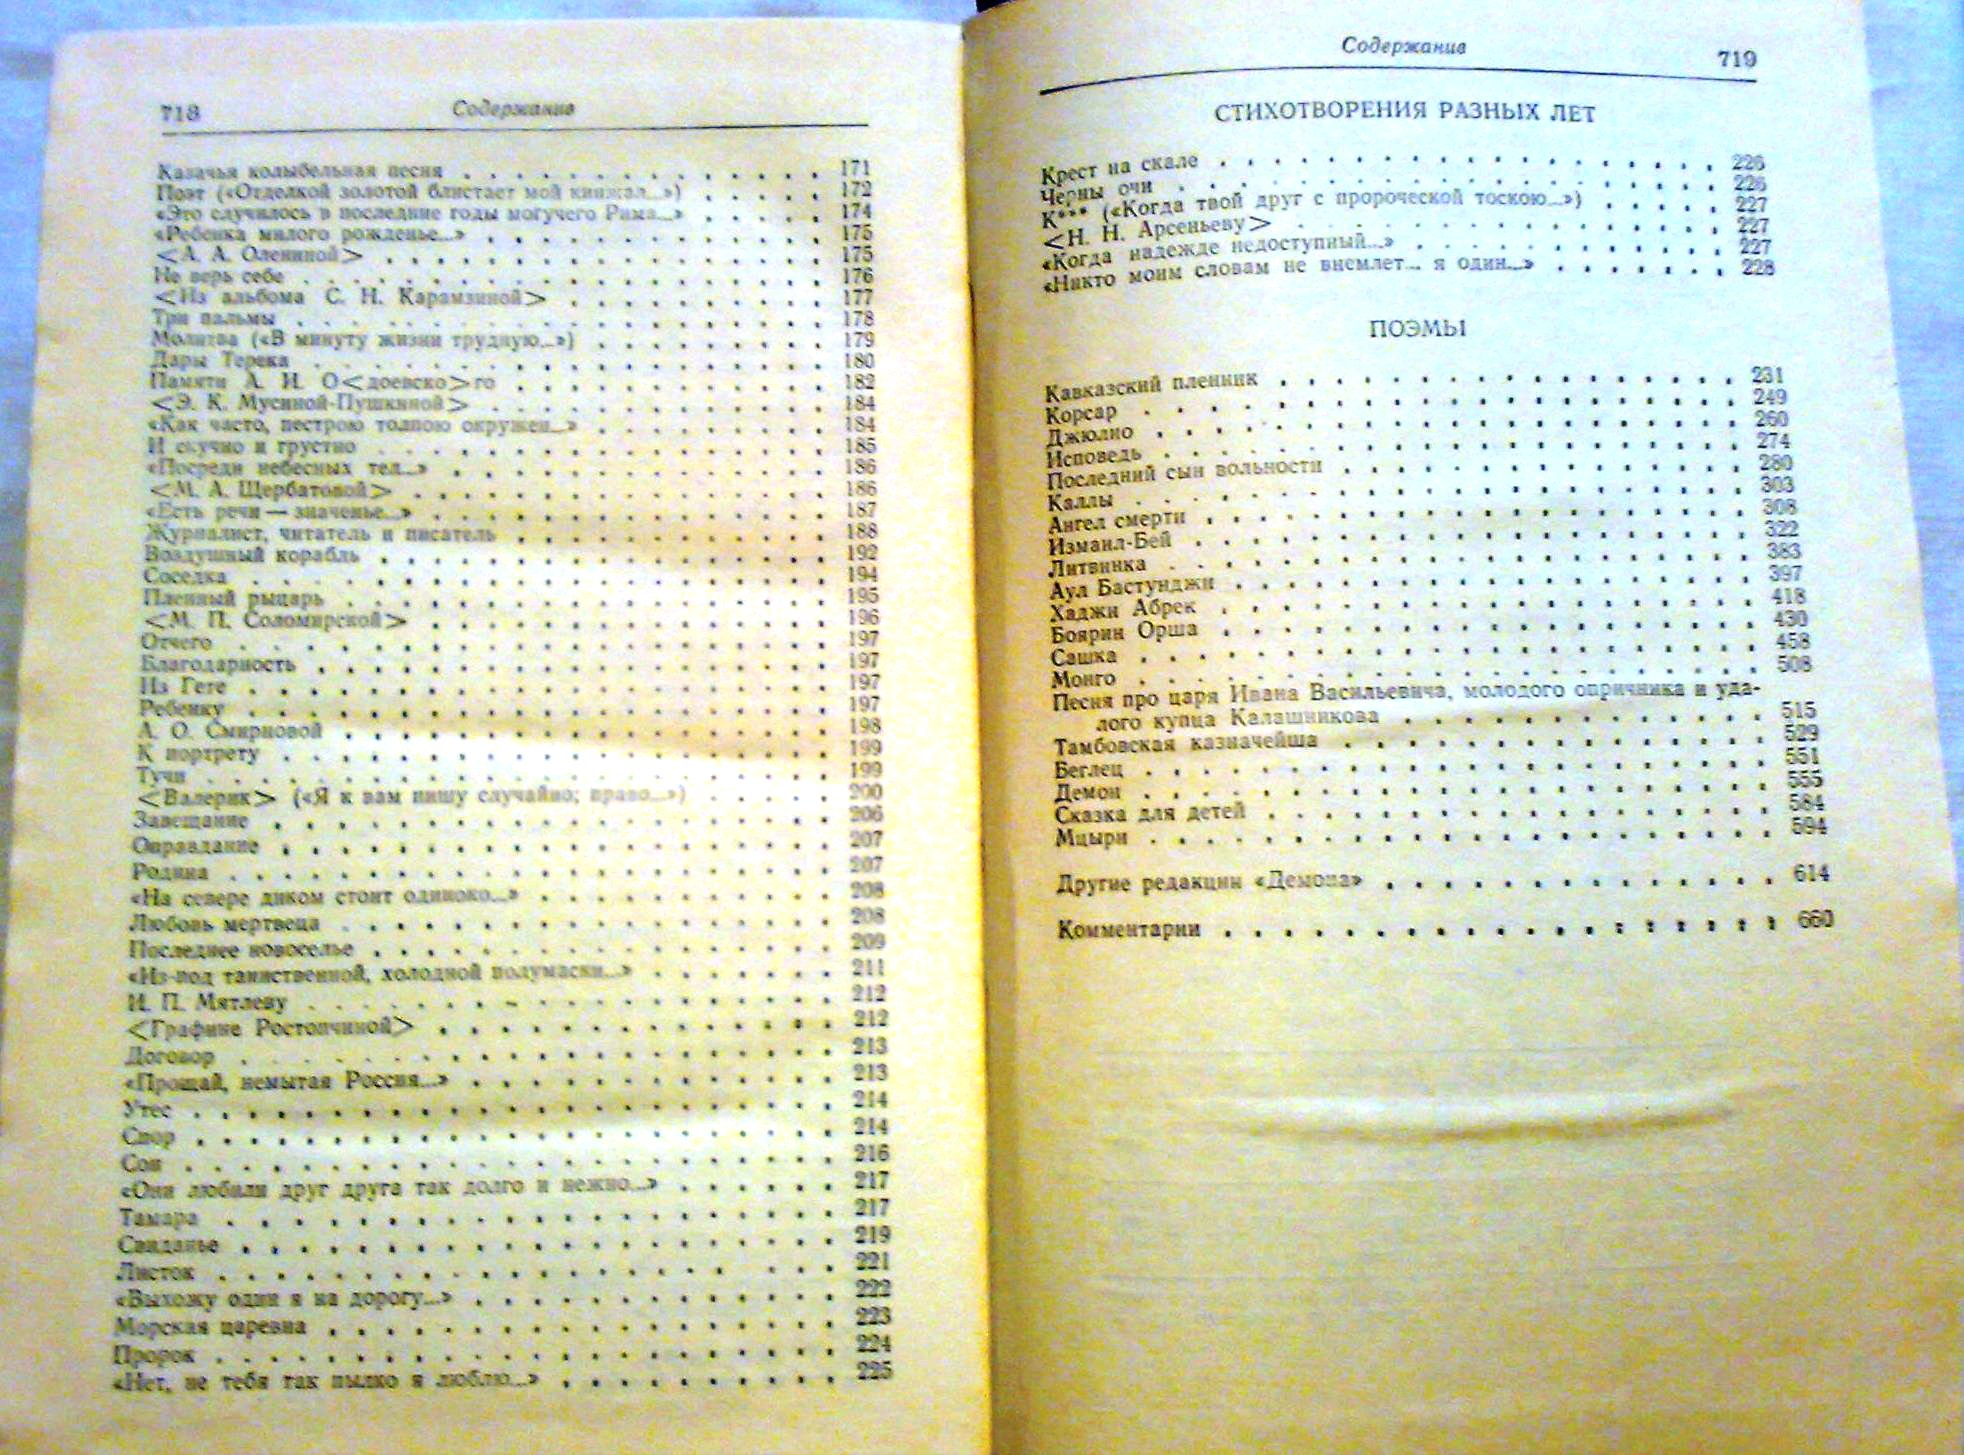 718 Содержание
Казачья колыбельная песня . . . . . . . . . . . . . 171
Поэт («Отделкой золотой блистает мой кинжал...») . . . . . 172
«Это случилось в последние годы могучего Рима...» . . . . . 174
«Ребенка милого рожденье...» . . . . . . . . . . . . 175
<А. А. Олениной> . . . . . . . . . . . . . . . . 175
Не верь себе . . . . . . . . . . . . . . . . . . 176
<Из альбома С. Н. Карамзиной> . . . . . . . . . . 177
Три пальмы . . . . . . . . . . . . . . . . . . 178
Молитва («В минуту жизни трудную...») . . . . . . . . . 179
Дары Терека . . . . . . . . . . . . . . . . . . 180
Памяти А. И. О<доевско>го . . . . . . . . . . . . 182
<Э. К. Мусиной-Пушкиной> . . . . . . . . . . . . . 184
«Как часто, пестрою толпою окружен...» . . . . . . . . . 184
И скучно и грустно . . . . . . . . . . . . . . . . 185
«Посреди небесных тел...» . . . . . . . . . . . . . . 186
<М. А. Щербатовой> . . . . . . . . . . . . . . . 186
«Есть речи — значенье...» . . . . . . . . . . . . . . 187
Журналист, читатель и писатель . . . . . . . . . . . 188
Воздушный корабль . . . . . . . . . . . . . . . . 192
Соседка . . . . . . . . . . . . . . . . . . . . 194
Пленный рыцарь . . . . . . . . . . . . . . . . . 195
<М. П. Соломирской> . . . . . . . . . . . . . . . 196
Отчего . . . . . . . . . . . . . . . . . . . . . 197
Благодарность . . . . . . . . . . . . . . . . . . 197
Из Гете . . . . . . . . . . . . . . . . . . . . 197
Ребенку . . . . . . . . . . . . . . . . . . . . 197
А. О. Смирновой . . . . . . . . . . . . . . . . . 198
К портрету . . . . . . . . . . . . . . . . . . . 199
Тучи . . . . . . . . . . . . . . . . . . . . . . 199
<Валерик> («Я к вам пишу случайно; право...») . . . . . 200
Завещание . . . . . . . . . . . . . . . . . . . 206
Оправдание . . . . . . . . . . . . . . . . . . . 207
Родина . . . . . . . . . . . . . . . . . . . . . 207
«На севере диком стоит одиноко...» . . . . . . . . . . 208
Любовь мертвеца . . . . . . . . . . . . . . . . . 208
Последнее новоселье . . . . . . . . . . . . . . . . 209
«Из-под таинственной, холодной полумаски...» . . . . . . . 211
И. П. Мятлеву . . . . . . . . . . . . . . . . . . 212
<Графине Ростопчиной> . . . . . . . . . . . . . . 212
Договор . . . . . . . . . . . . . . . . . . . . . 213
«Прощай, немытая Россия...» . . . . . . . . . . . . . 213
Утес . . . . . . . . . . . . . . . . . . . . . . 214
Спор . . . . . . . . . . . . . . . . . . . . . . 214
Сон . . . . . . . . . . . . . . . . . . . . . . 216
«Они любили друг друга так долго и нежно...» . . . . . . 217
Тамара . . . . . . . . . . . . . . . . . . . . . 217
Свиданье . . . . . . . . . . . . . . . . . . . . 219
Листок . . . . . . . . . . . . . . . . . . . . . 221
«Выхожу один я на дорогу...» . . . . . . . . . . . . . 222
Морская царевна . . . . . . . . . . . . . . . . . 223
Пророк . . . . . . . . . . . . . . . . . . . . . 224
«Нет, не тебя так пылко я люблю...» . . . . . . . . . . 225
Содержание 719
СТИХОТВОРЕНИЯ РАЗНЫХ ЛЕТ
Крест на скале . . . . . . . . . . . . . . . . . . 226
Черны очи . . . . . . . . . . . . . . . . . . . 226
К*** («Когда твой друг с пророческой тоскою...») . . . . . 227
<Н. Н. Арсеньеву> . . . . . . . . . . . . . . . . 227
«Когда надежде недоступный...» . . . . . . . . . . . . 227
«Никто моим словам не внемлет... я один...» . . . . . . . 228
ПОЭМЫ
Кавказский пленник . . . . . . . . . . . . . . . . 231
Корсар . . . . . . . . . . . . . . . . . . . . . 249
Джюлио . . . . . . . . . . . . . . . . . . . . . 260
Исповедь . . . . . . . . . . . . . . . . . . . . 274
Последний сын вольности . . . . . . . . . . . . . . 280
Каллы . . . . . . . . . . . . . . . . . . . . . 303
Ангел смерти . . . . . . . . . . . . . . . . . . . 308
Измаил-Бей . . . . . . . . . . . . . . . . . . . 322
Литвинка . . . . . . . . . . . . . . . . . . . . 383
Аул Бастунджи . . . . . . . . . . . . . . . . . . 397
Хаджи Абрек . . . . . . . . . . . . . . . . . . . 418
Боярин Орша . . . . . . . . . . . . . . . . . . . 430
Сашка . . . . . . . . . . . . . . . . . . . . . 458
Монго . . . . . . . . . . . . . . . . . . . . . 508
Песня про царя Ивана Васильевича, молодого опричника и уда-
лого купца Калашникова . . . . . . . . . . . . . 515
Тамбовская казначейша . . . . . . . . . . . . . . . 529
Беглец . . . . . . . . . . . . . . . . . . . . . 551
Демон . . . . . . . . . . . . . . . . . . . . . 555
Сказка для детей . . . . . . . . . . . . . . . . . 584
Мцыри . . . . . . . . . . . . . . . . . . . . . 594
Другие редакции «Демона» . . . . . . . . . . . . . 614
Комментарии . . . . . . . . . . . . . . . . . . . 660